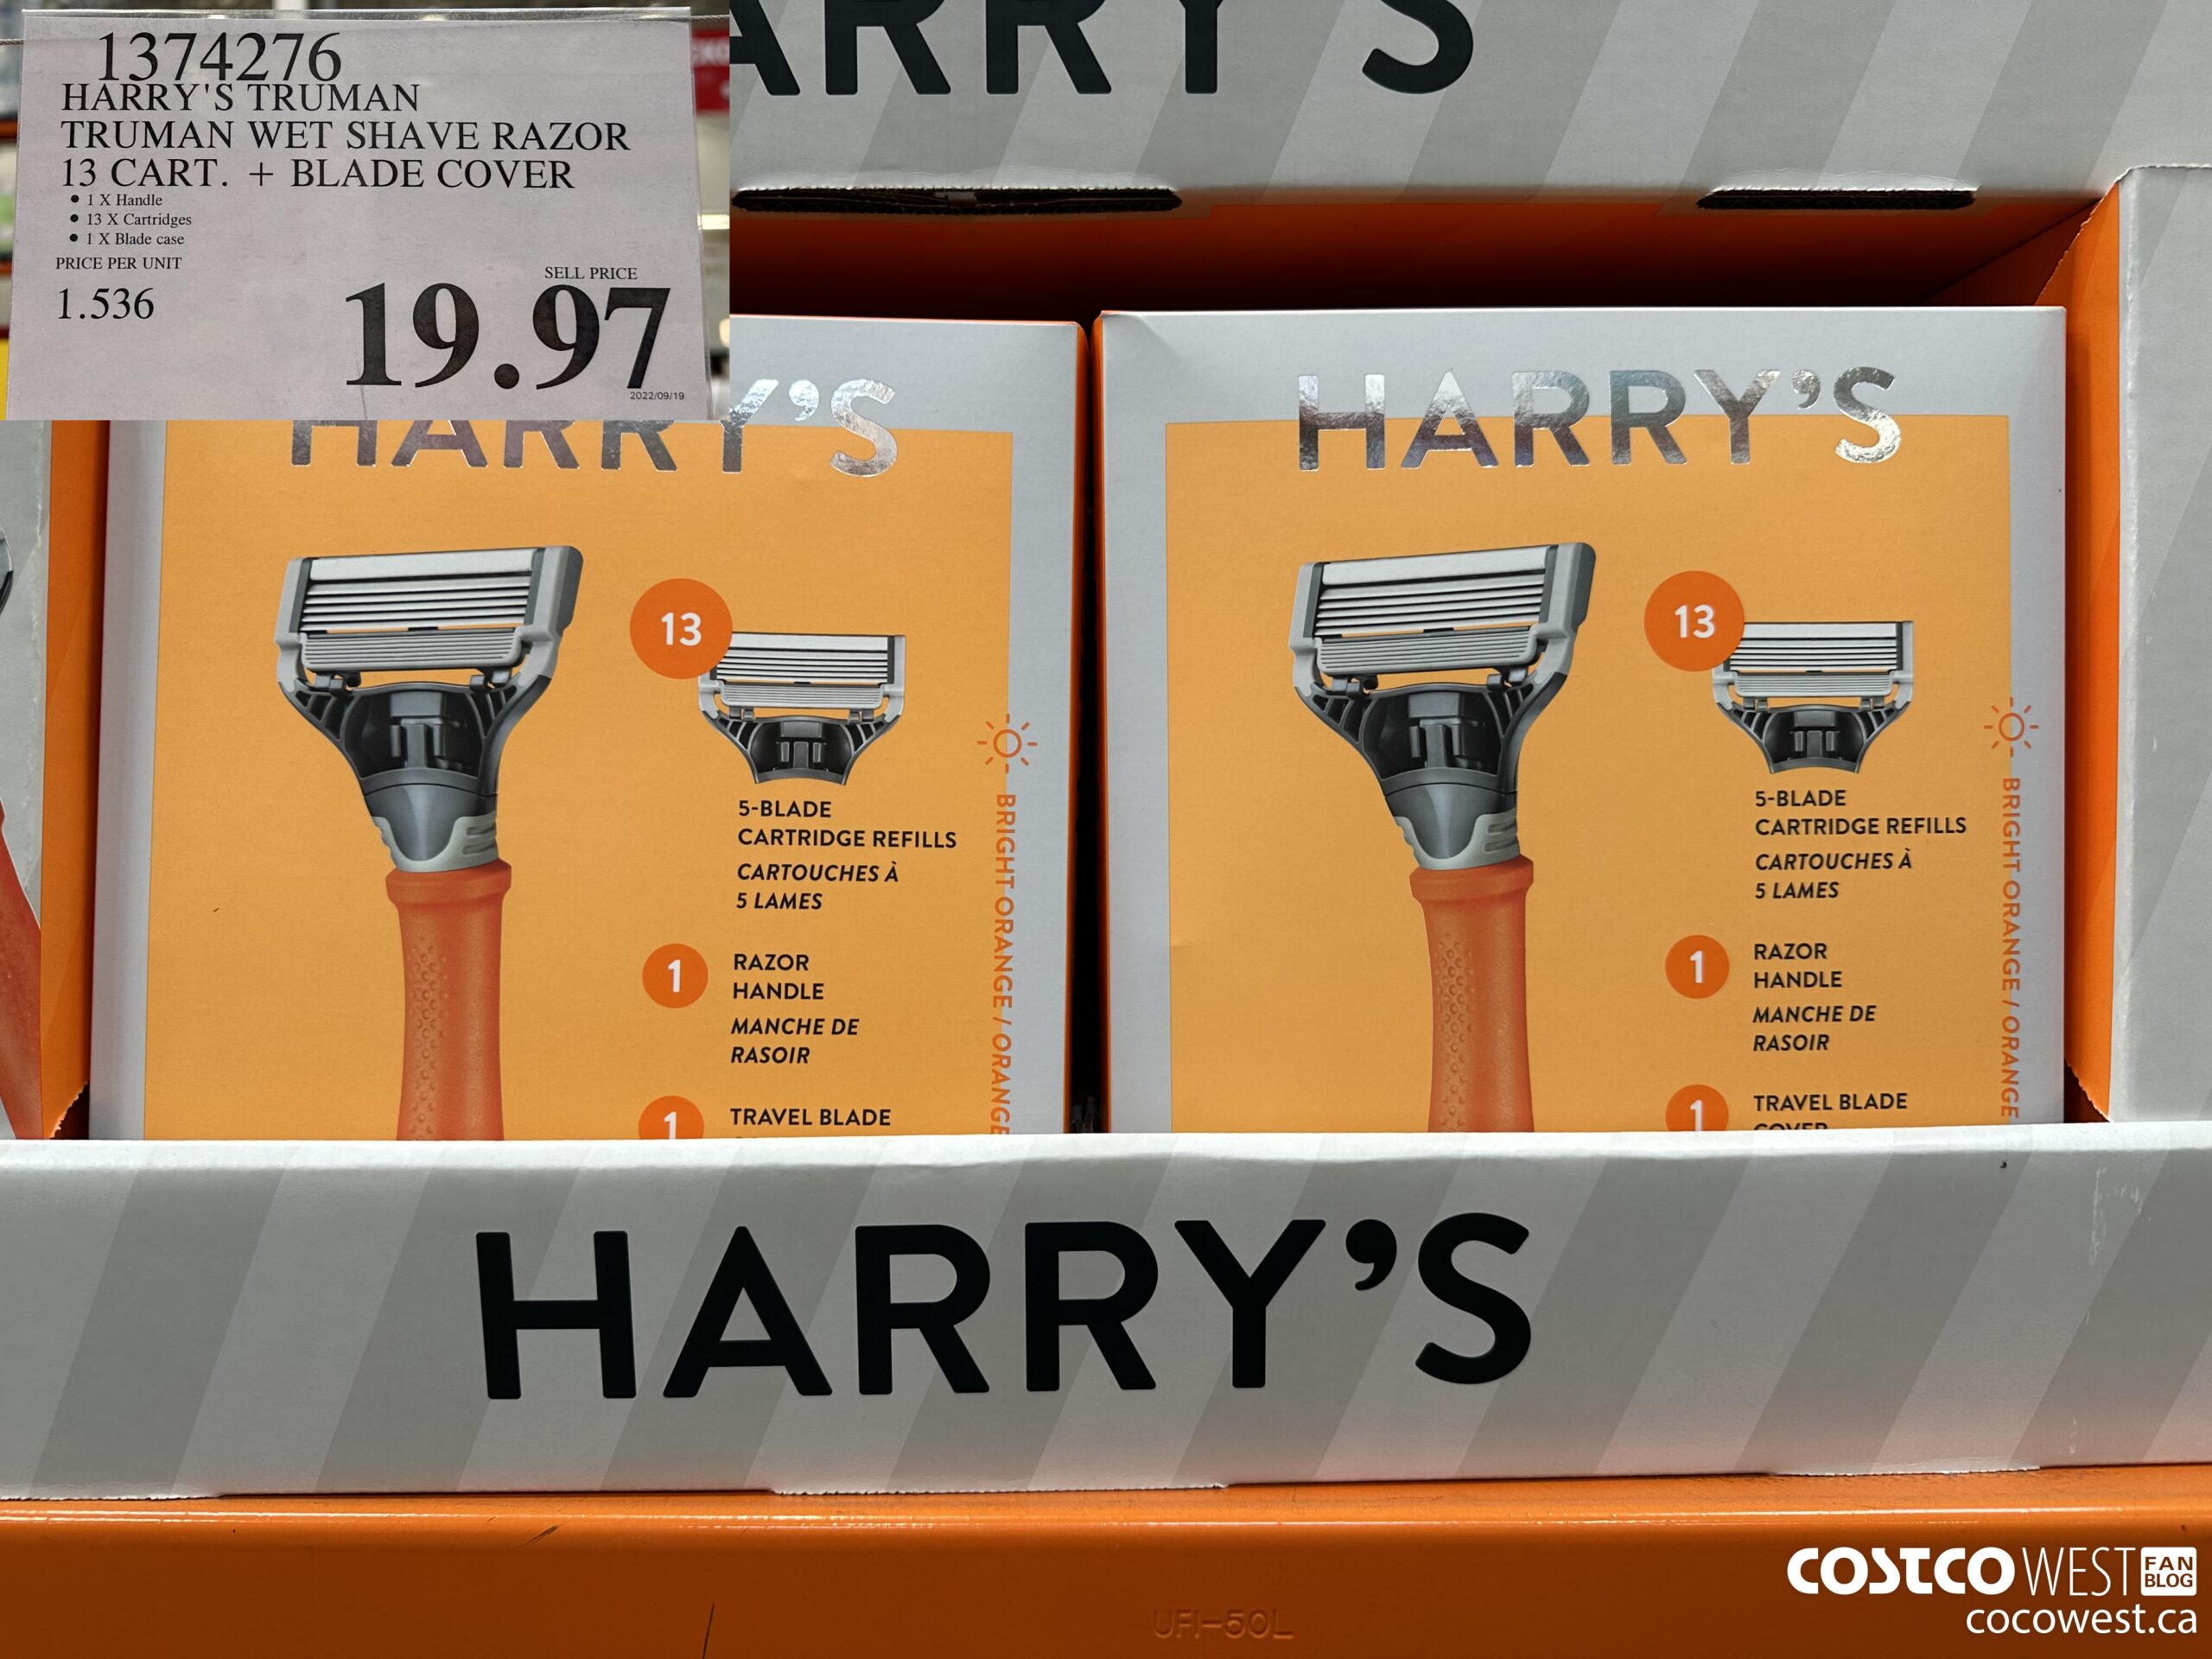 1374276
HARRY'S TRUMAN
TRUMAN WET SHAVE RAZOR
13 CART. + BLADE COVER
• 1 X Handle
• 13 X Cartridges
• 1 X Blade case
PRICE PER UNIT
1.536
SELL PRICE
19.97
2022/09/19
ARRY'S
HARRY'S
13
5-BLADE
CARTRIDGE REFILLS
CARTOUCHES À
5 LAMES
1
RAZOR
HANDLE
MANCHE DE
RASOIR
1
TRAVEL BLADE
BRIGHT ORANGE / ORANGE
HARRY'S
13
5-BLADE
CARTRIDGE REFILLS
CARTOUCHES À
5 LAMES
1
RAZOR
HANDLE
MANCHE DE
RASOIR
1
TRAVEL BLADE
COVER
BRIGHT ORANGE / ORANGE
HARRY'S
UFI-50L
COSTCO WEST FAN BLOG
cocowest.ca